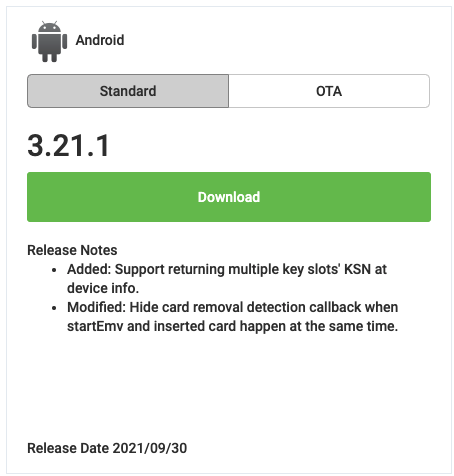 Android
Standard
OTA
3.21.1
Download
Release Notes
• Added: Support returning multiple key slots' KSN at
device info.
• Modified: Hide card removal detection callback when
startEmv and inserted card happen at the same time.
Release Date 2021/09/30